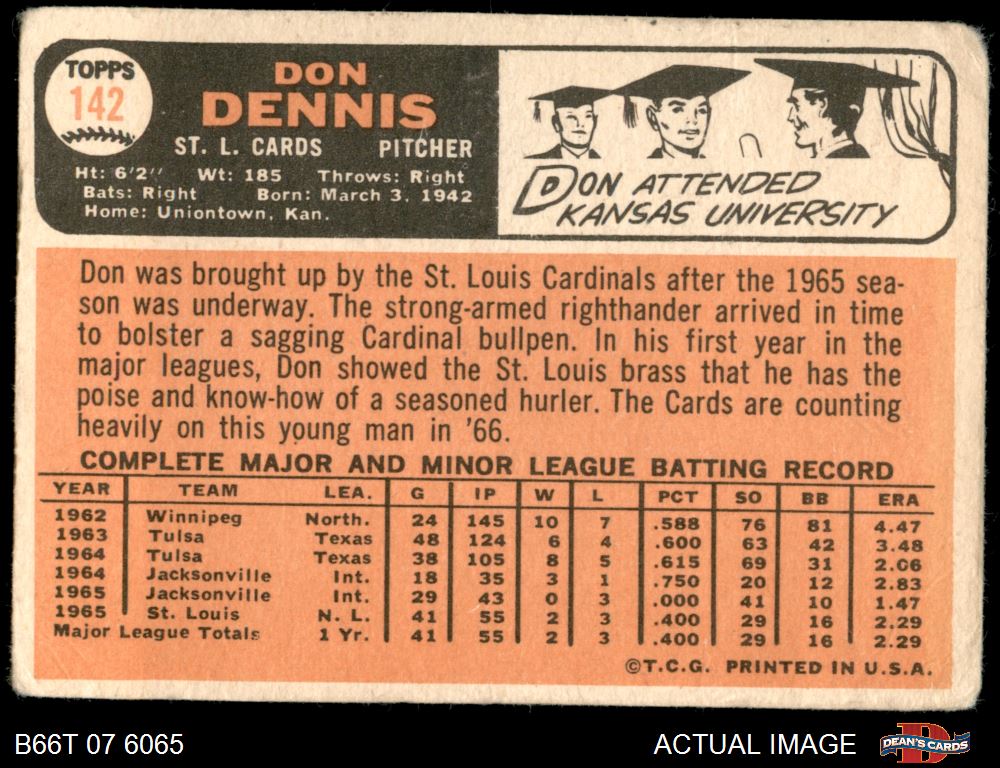 TOPPS
142
DON
DENNIS
ST. L. CARDS PITCHER
Ht: 6'2" Wt: 185 Throws: Right
Bats: Right Born: March 3, 1942
Home: Uniontown, Kan.
DON ATTENDED
KANSAS UNIVERSITY
Don was brought up by the St. Louis Cardinals after the 1965 sea-
son was underway. The strong-armed righthander arrived in time
to bolster a sagging Cardinal bullpen. In his first year in the
major leagues, Don showed the St. Louis brass that he has the
poise and know-how of a seasoned hurler. The Cards are counting
heavily on this young man in '66.
COMPLETE MAJOR AND MINOR LEAGUE BATTING RECORD
YEAR TEAM LEA. G IP W L PCT SO BB ERA
1962 Winnipeg North. 24 145 10 7 .588 76 81 4.47
1963 Tulsa Texas 48 124 6 4 .600 63 42 3.48
1964 Tulsa Texas 38 105 8 5 .615 69 31 2.06
1964 Jacksonville Int. 18 35 3 1 .750 20 12 2.83
1965 Jacksonville Int. 29 43 0 3 .000 41 10 1.47
1965 St. Louis N. L. 41 55 2 3 .400 29 16 2.29
Major League Totals 1 Yr. 41 55 2 3 .400 29 16 2.29
©T.C.G. PRINTED IN U.S.A.
B66T 07 6065
ACTUAL IMAGE
DEAN'S CARDS